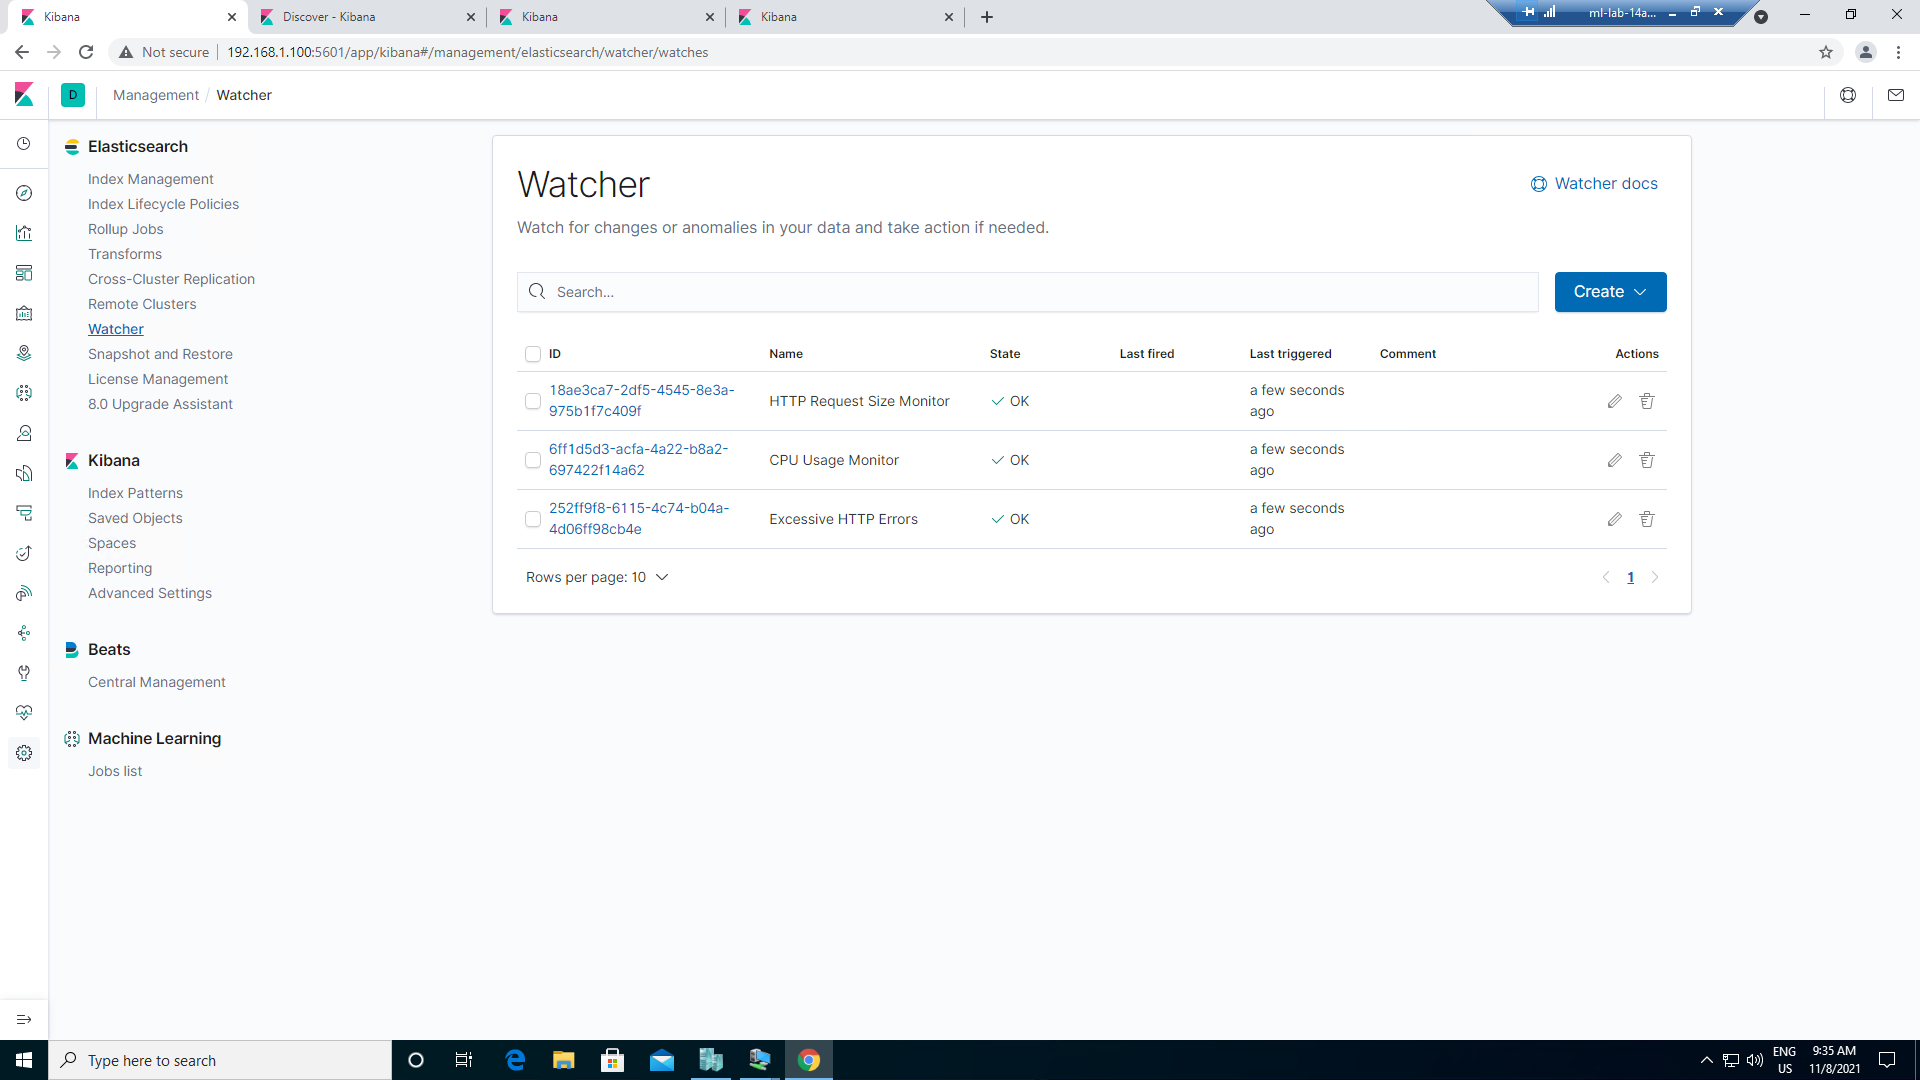 Kibana
Discover - Kibana
Kibana
Kibana
ml-lab-14a...
Not secure
192.168.1.100:5601/app/kibana#/management/elasticsearch/watcher/watches
D
Management / Watcher
Elasticsearch
Index Management
Index Lifecycle Policies
Rollup Jobs
Transforms
Cross-Cluster Replication
Remote Clusters
Watcher
Snapshot and Restore
License Management
8.0 Upgrade Assistant
Kibana
Index Patterns
Saved Objects
Spaces
Reporting
Advanced Settings
Beats
Central Management
Machine Learning
Jobs list
Watcher
Watcher docs
Watch for changes or anomalies in your data and take action if needed.
Search...
Create
ID Name State Last fired Last triggered Comment Actions
18ae3ca7-2df5-4545-8e3a-
975b1f7c409f
HTTP Request Size Monitor
OK
a few seconds
ago
6ff1d5d3-acfa-4a22-b8a2-
697422f14a62
CPU Usage Monitor
OK
a few seconds
ago
252ff9f8-6115-4c74-b04a-
4d06ff98cb4e
Excessive HTTP Errors
OK
a few seconds
ago
Rows per page: 10
1
Type here to search
ENG
US
9:35 AM
11/8/2021